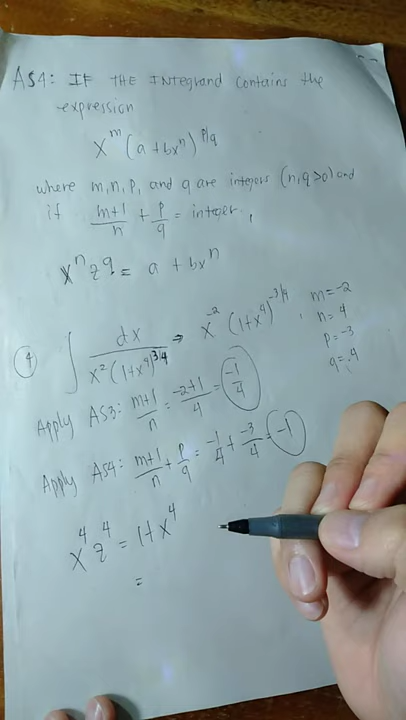 AS4: IF THE INTEgrand contains the
expression
x^m (a + bx^n)^p/q
where m, n, p, and q are integers (n, q > 0) and
if (m+1)/n + p/q = integer,
x^n z^q = a + bx^n
④ ∫ dx / x²(1+x⁴)^3/4 ⇒ x^-2 (1+x⁴)^-3/4, m = -2
n = 4
p = -3
q = 4
Apply AS3: (m+1)/n = (-2+1)/4 = -1/4
Apply AS4: (m+1)/n + p/q = -1/4 + -3/4 = -1
x⁴ z⁴ = 1 + x⁴
=